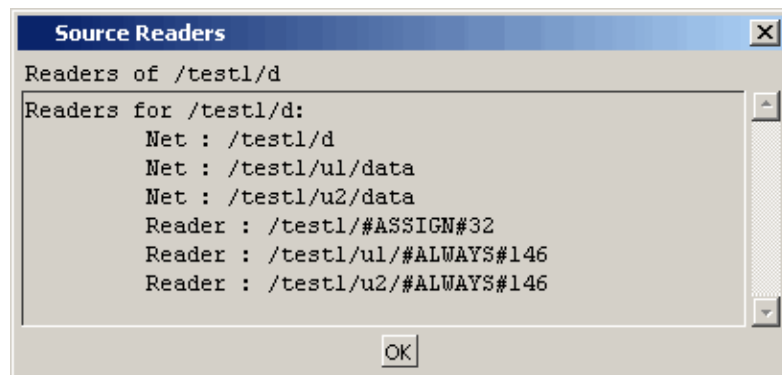 Source Readers
Readers of /test1/d
Readers for /test1/d:
Net : /test1/d
Net : /test1/u1/data
Net : /test1/u2/data
Reader : /test1/#ASSIGN#32
Reader : /test1/u1/#ALWAYS#146
Reader : /test1/u2/#ALWAYS#146
OK